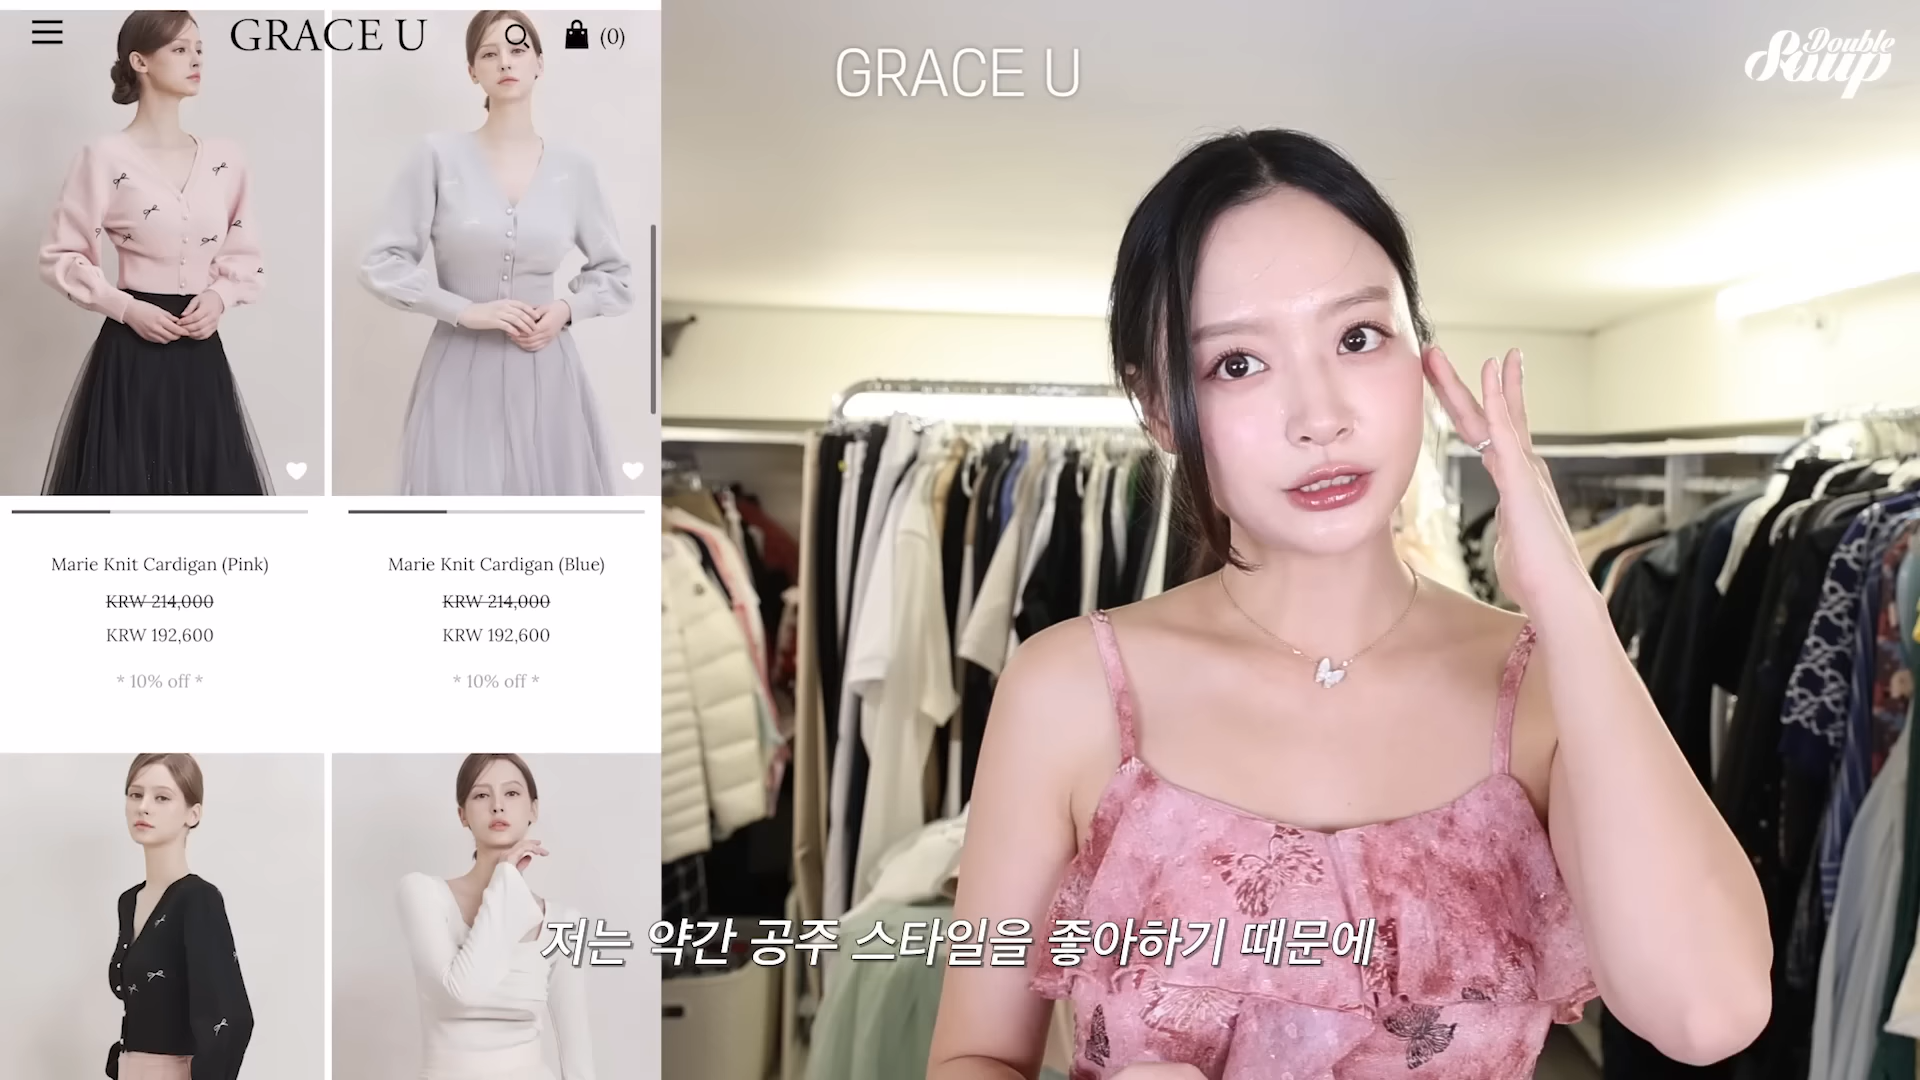 GRACE U
(0)
GRACE U
Double
Soup
Marie Knit Cardigan (Pink)
KRW 214,000
KRW 192,600
* 10% off *
Marie Knit Cardigan (Blue)
KRW 214,000
KRW 192,600
* 10% off *
저는 약간 공주 스타일을 좋아하기 때문에